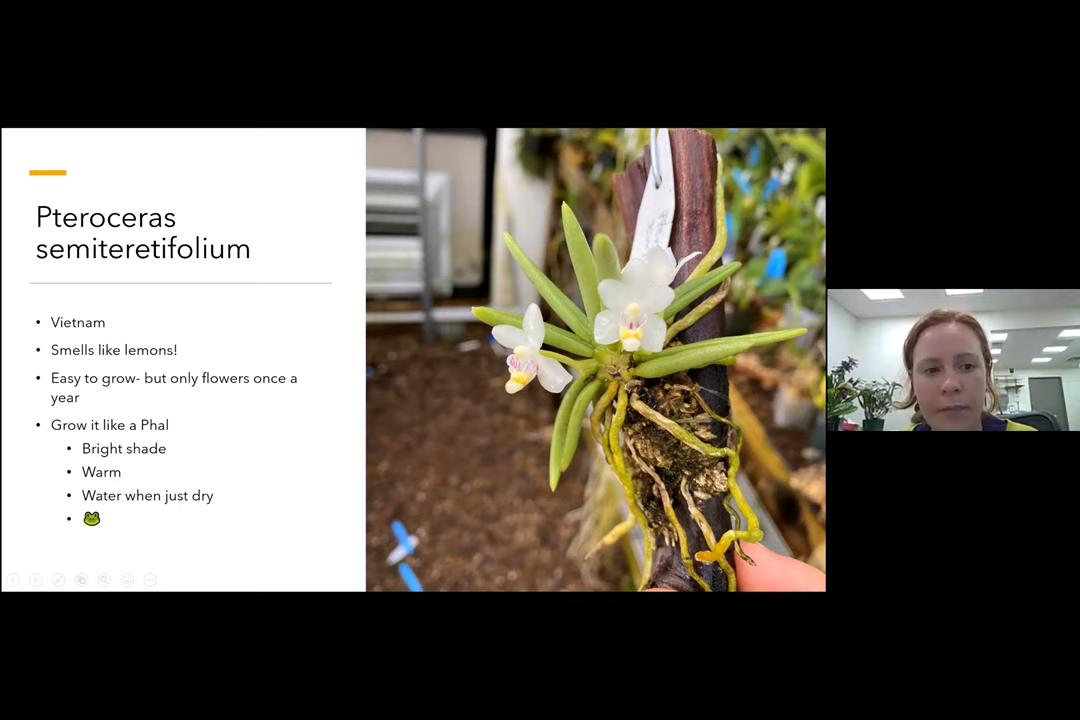 Pteroceras
semiteretifolium
• Vietnam
• Smells like lemons!
• Easy to grow- but only flowers once a
year
• Grow it like a Phal
• Bright shade
• Warm
• Water when just dry
• 🐸